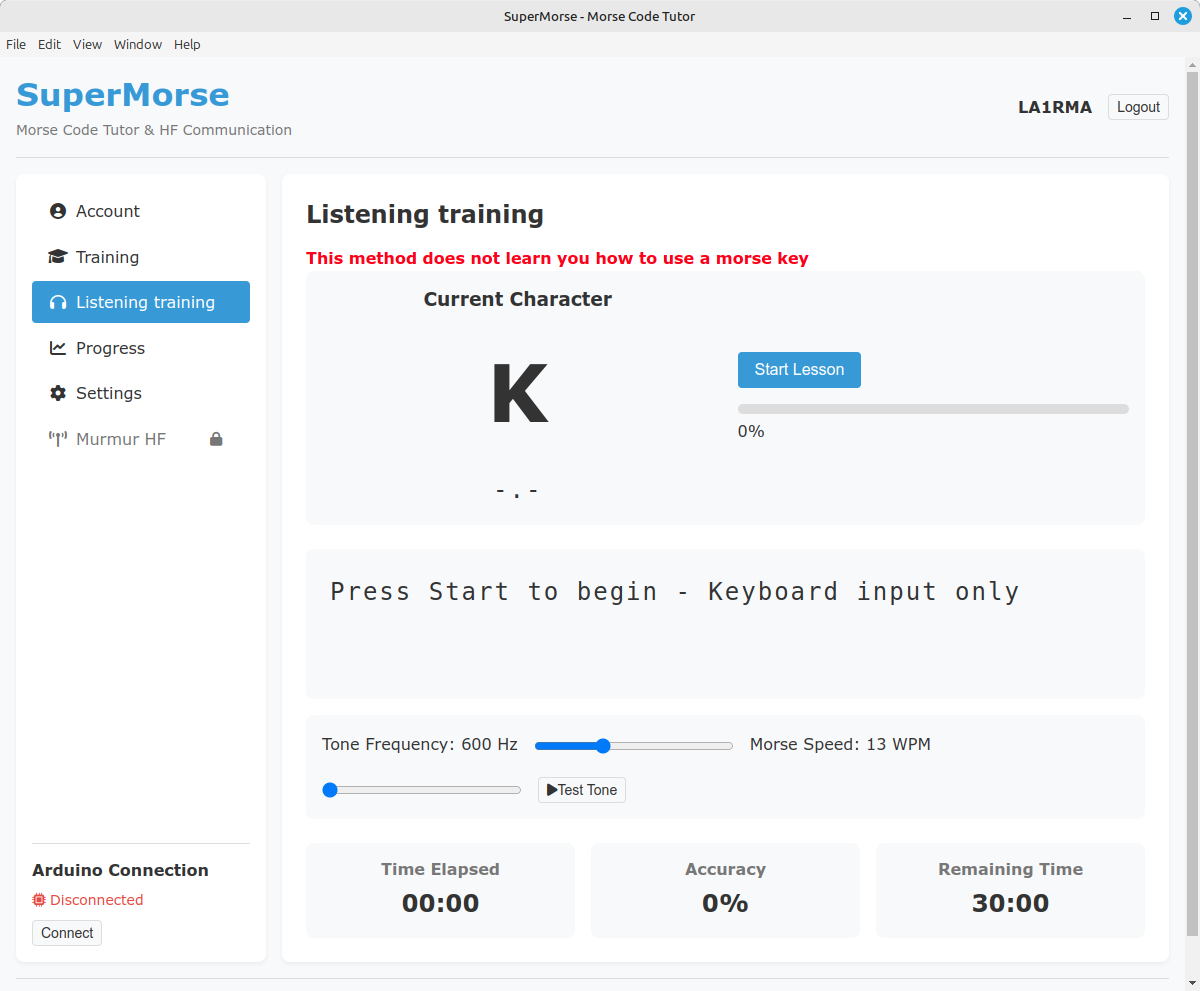 SuperMorse - Morse Code Tutor
File Edit View Window Help
SuperMorse
Morse Code Tutor & HF Communication
LA1RMA Logout
Account
Training
Listening training
Progress
Settings
Murmur HF
Arduino Connection
Disconnected
Connect
Listening training
This method does not learn you how to use a morse key
Current Character
K
-.-
Start Lesson
0%
Press Start to begin - Keyboard input only
Tone Frequency: 600 Hz Morse Speed: 13 WPM
Test Tone
Time Elapsed
00:00
Accuracy
0%
Remaining Time
30:00